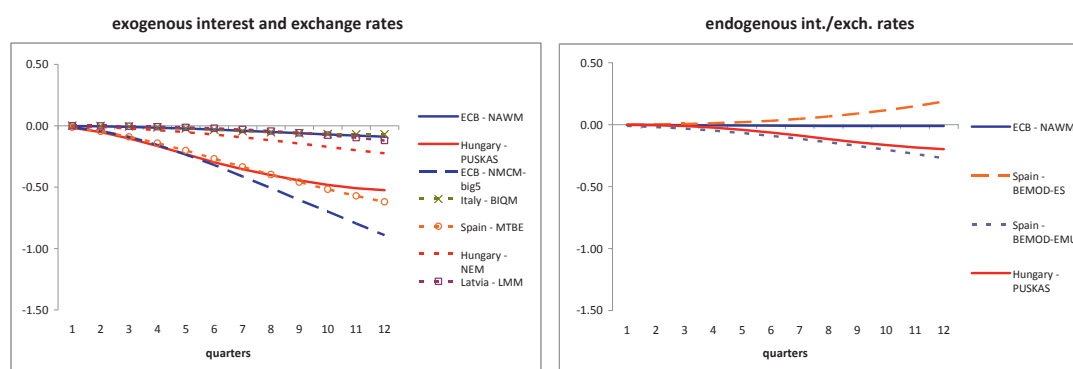 exogenous interest and exchange rates
0.50
0.00
-0.50
-1.00
-1.50
1 2 3 4 5 6 7 8 9 10 11 12
quarters
ECB - NAWM
Hungary -
PUSKAS
ECB - NMCM-
big5
Italy - BIQM
Spain - MTBE
Hungary -
NEM
Latvia - LMM
endogenous int./exch. rates
0.50
0.00
-0.50
-1.00
-1.50
1 2 3 4 5 6 7 8 9 10 11 12
quarters
ECB - NAWM
Spain -
BEMOD-ES
Spain -
BEMOD-EMU
Hungary -
PUSKAS